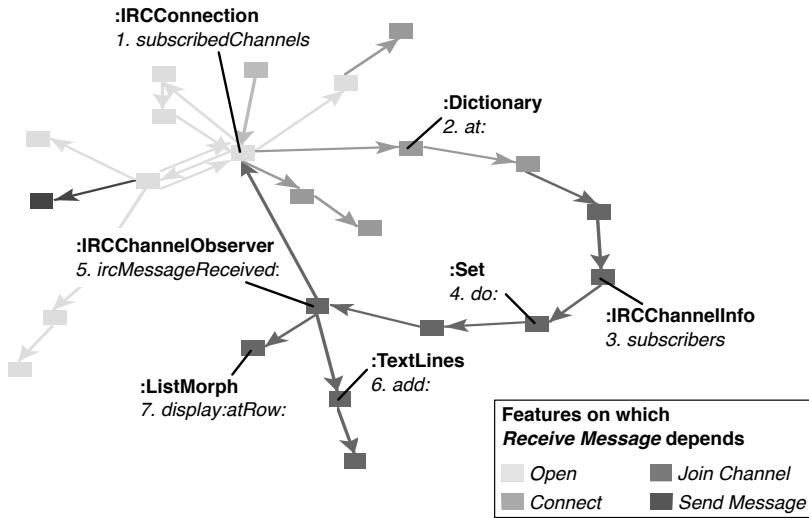 :IRCConnection
1. subscribedChannels
:Dictionary
2. at:
:IRCChannelObserver
5. ircMessageReceived:
:Set
4. do:
:IRCChannelInfo
3. subscribers
:ListMorph
7. display:atRow:
:TextLines
6. add:
Features on which
Receive Message depends
Open
Join Channel
Connect
Send Message